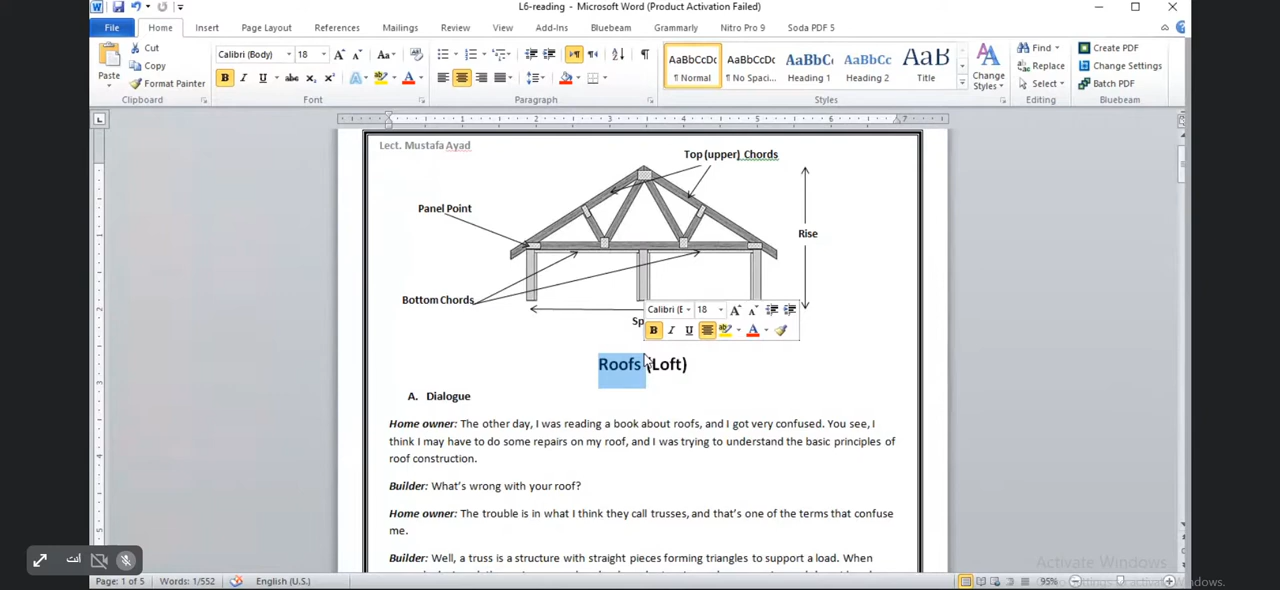 L6-reading - Microsoft Word (Product Activation Failed)
File Home Insert Page Layout References Mailings Review View Add-Ins Bluebeam Nitro Pro 9 Soda PDF 5
Paste
Cut
Copy
Format Painter
Clipboard
Calibri (Body) 18
Font
Paragraph
AaBbCcDc AaBbCcDc AaBbCc AaBbCc AaB
¶ Normal ¶ No Spaci... Heading 1 Heading 2 Title
Change Styles
Styles
Find
Replace
Select
Editing
Create PDF
Change Settings
Batch PDF
Bluebeam
Lect. Mustafa Ayad
Top (upper) Chords
Panel Point
Rise
Bottom Chords
Sp
Calibri (E 18
Roofs (Loft)
A. Dialogue
Home owner: The other day, I was reading a book about roofs, and I got very confused. You see, I
think I may have to do some repairs on my roof, and I was trying to understand the basic principles of
roof construction.
Builder: What's wrong with your roof?
Home owner: The trouble is in what I think they call trusses, and that's one of the terms that confuse
me.
Builder: Well, a truss is a structure with straight pieces forming triangles to support a load. When
انت
Activate Windows
Page: 1 of 5 Words: 1/552 English (U.S.) 95%